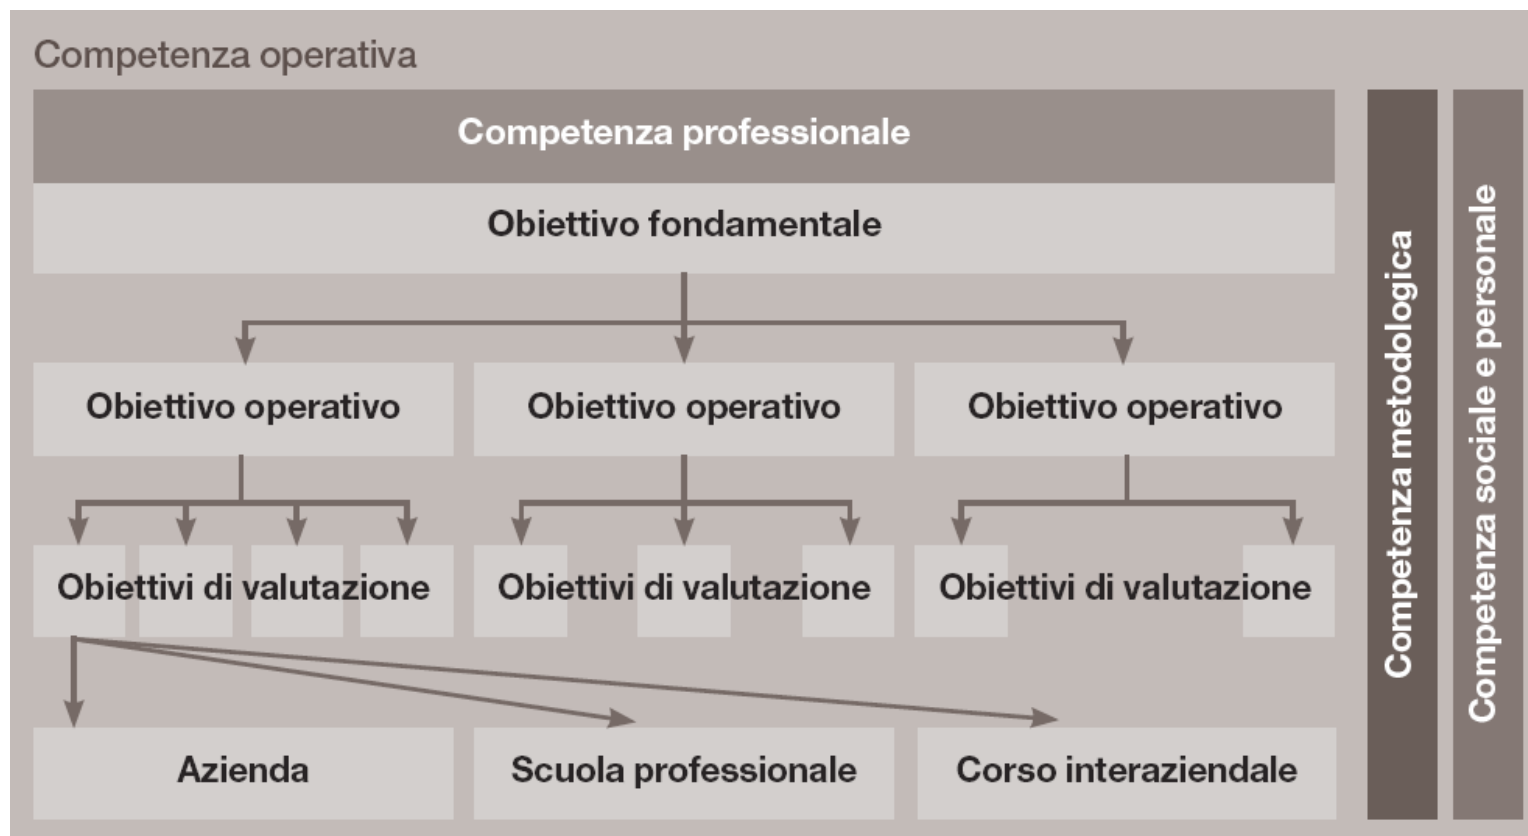 Competenza operativa
Competenza professionale
Obiettivo fondamentale
Obiettivo operativo
Obiettivo operativo
Obiettivo operativo
Obiettivi di valutazione
Obiettivi di valutazione
Obiettivi di valutazione
Azienda
Scuola professionale
Corso interaziendale
Competenza metodologica
Competenza sociale e personale